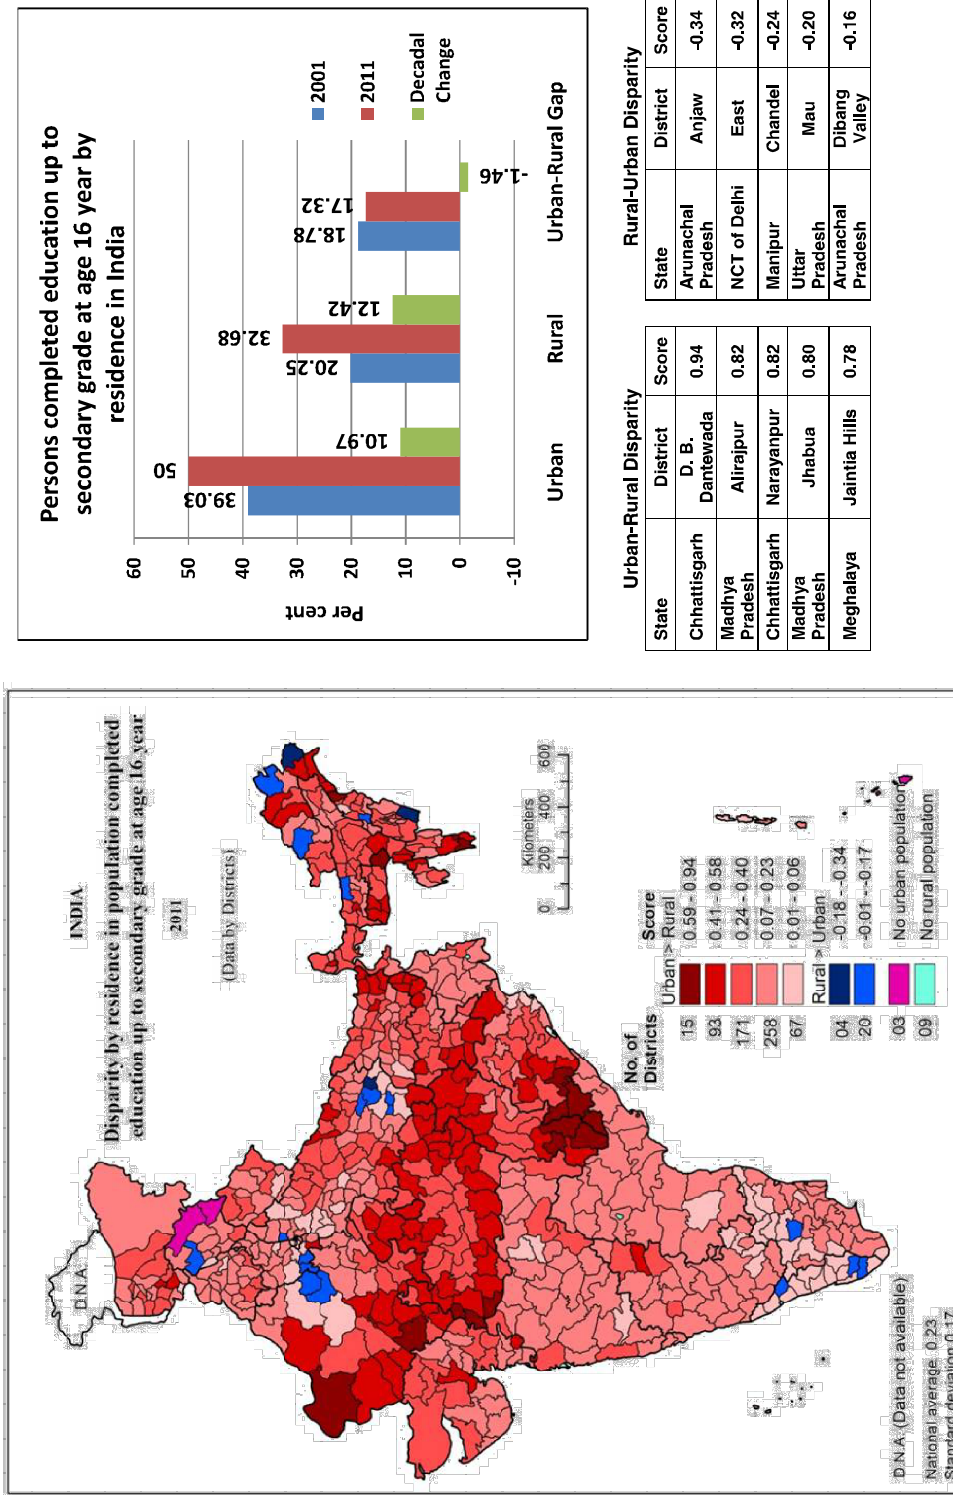 INDIA
Disparity by residence in population completed
education up to secondary grade at age 16 year
2011
(Data by Districts)
D.N.A.
Kilometers
0 200 400 600
No. of
Districts
Score
Urban > Rural
15 0.59 - 0.94
93 0.41 - 0.58
171 0.24 - 0.40
258 0.07 - 0.23
67 0.01 - 0.06
Rural > Urban
04 -0.18 - -0.34
20 -0.01 - -0.17
03 No urban population
09 No rural population
D.N.A. (Data not available)
National average 0.23
Standard deviation 0.17
Persons completed education up to
secondary grade at age 16 year by
residence in India
Per cent
60
50
40
30
20
10
0
-10
39.03
50
10.97
20.25
32.68
12.42
18.78
17.32
-1.46
Urban
Rural
Urban-Rural Gap
2001
2011
Decadal
Change
Urban-Rural Disparity
State District Score
Chhattisgarh D. B. Dantewada 0.94
Madhya Pradesh Alirajpur 0.82
Chhattisgarh Narayanpur 0.82
Madhya Pradesh Jhabua 0.80
Meghalaya Jaintia Hills 0.78
Rural-Urban Disparity
State District Score
Arunachal Pradesh Anjaw -0.34
NCT of Delhi East -0.32
Manipur Chandel -0.24
Uttar Pradesh Mau -0.20
Arunachal Pradesh Dibang Valley -0.16